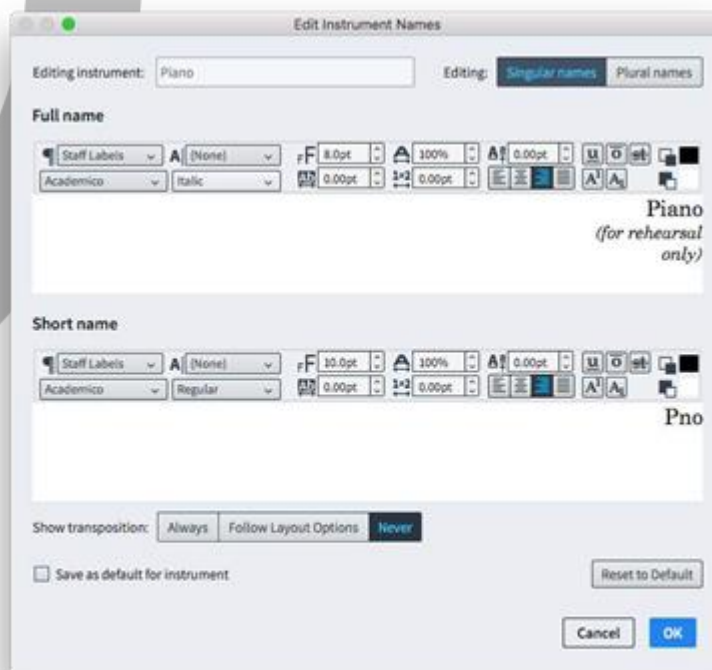 Edit Instrument Names
Editing instrument: Piano Editing: Singular names Plural names
Full name
Staff Labels (None) 8.0pt 100% 0.00pt
Academico Italic 0.00pt 0.00pt
Piano
(for rehearsal
only)
Short name
Staff Labels (None) 10.0pt 100% 0.00pt
Academico Regular 0.00pt 0.00pt
Pno
Show transposition: Always Follow Layout Options Never
Save as default for instrument Reset to Default
Cancel OK